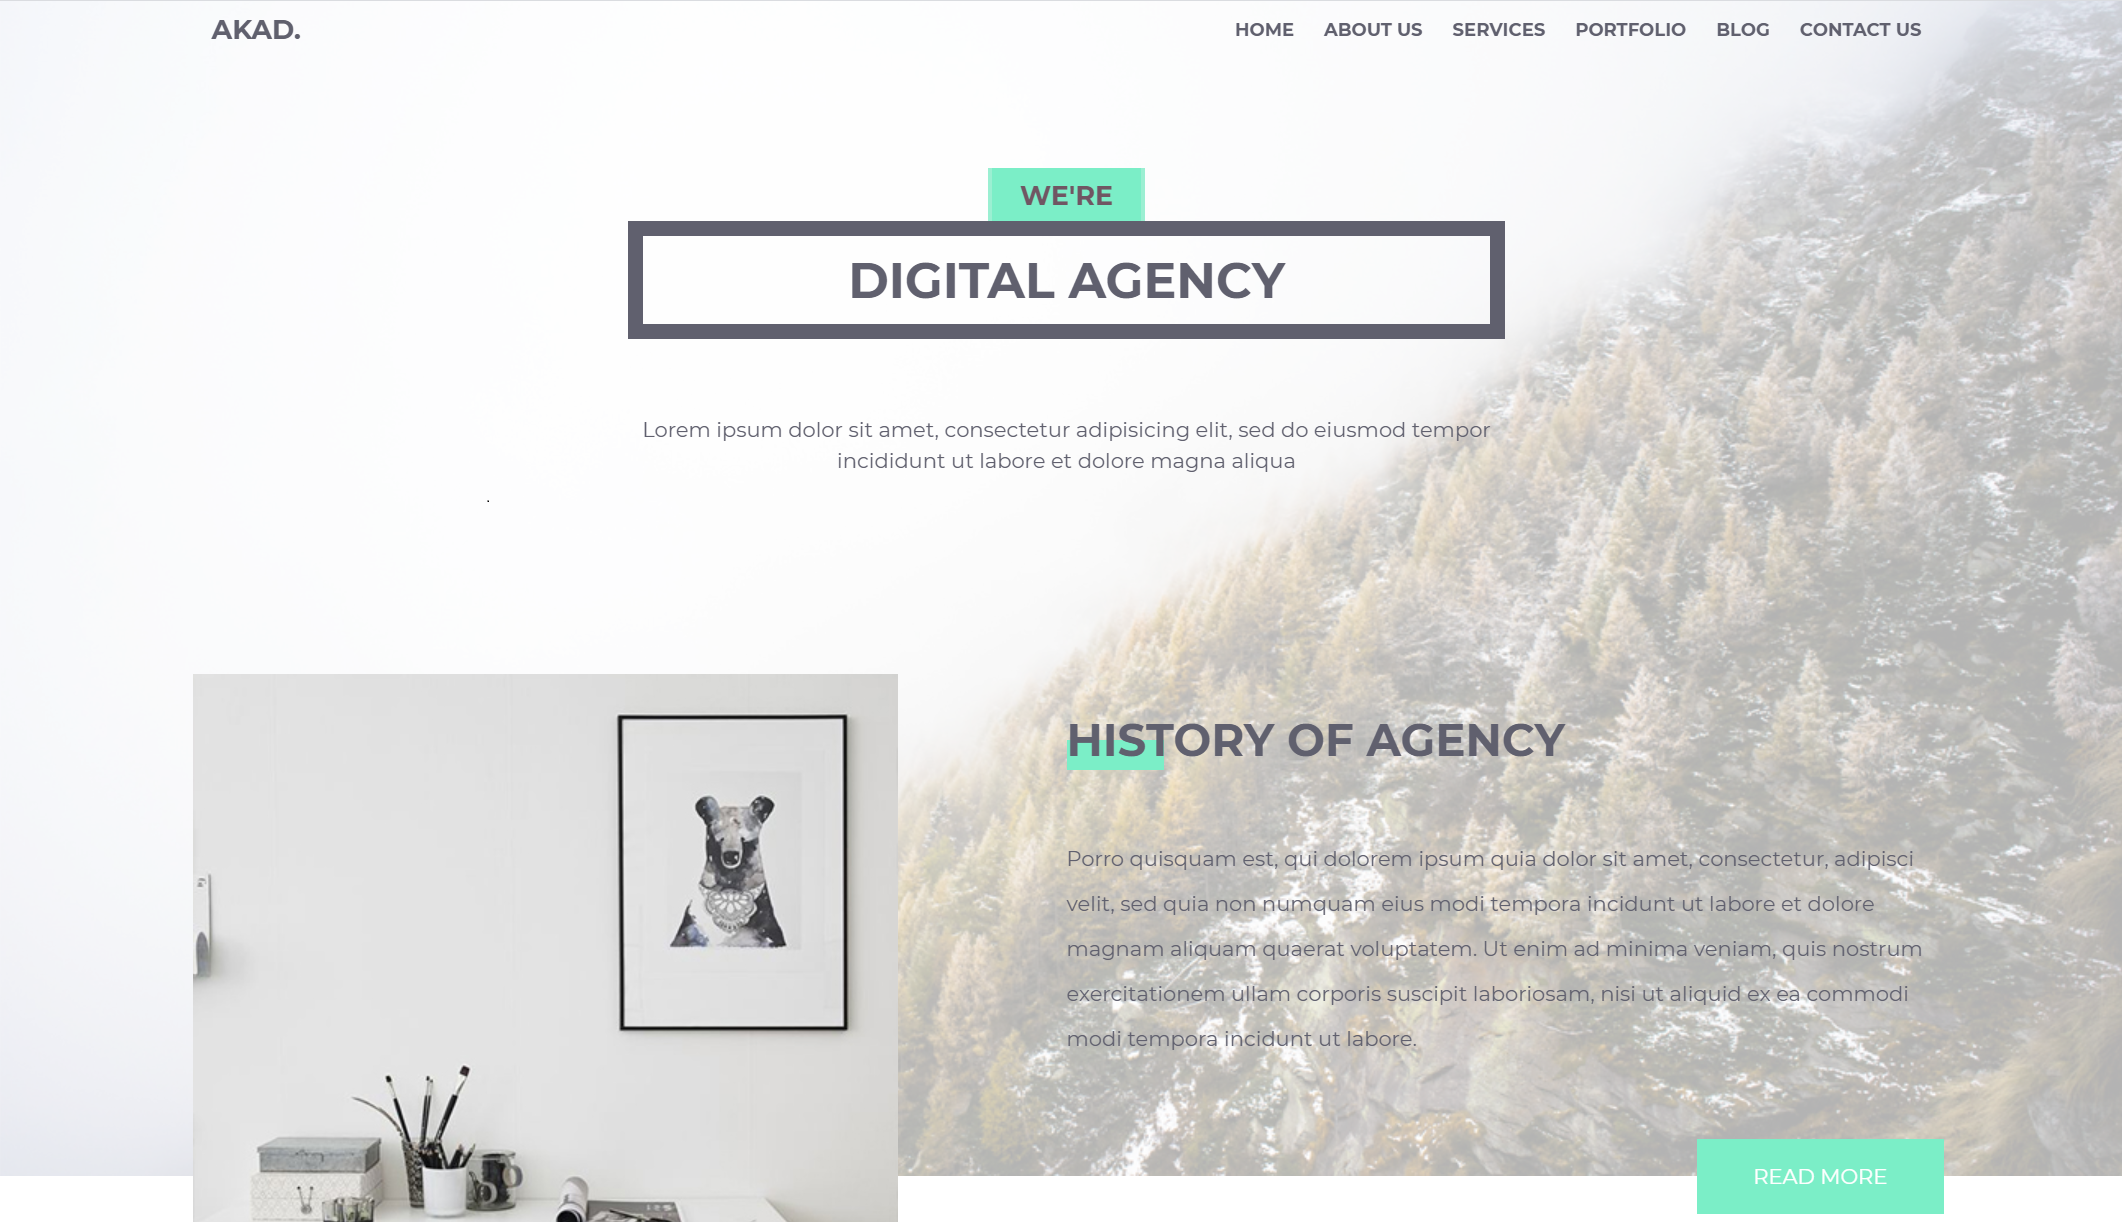 AKAD.
HOME ABOUT US SERVICES PORTFOLIO BLOG CONTACT US
WE'RE
DIGITAL AGENCY
Lorem ipsum dolor sit amet, consectetur adipisicing elit, sed do eiusmod tempor
incididunt ut labore et dolore magna aliqua
.
HISTORY OF AGENCY
Porro quisquam est, qui dolorem ipsum quia dolor sit amet, consectetur, adipisci
velit, sed quia non numquam eius modi tempora incidunt ut labore et dolore
magnam aliquam quaerat voluptatem. Ut enim ad minima veniam, quis nostrum
exercitationem ullam corporis suscipit laboriosam, nisi ut aliquid ex ea commodi
modi tempora incidunt ut labore.
READ MORE